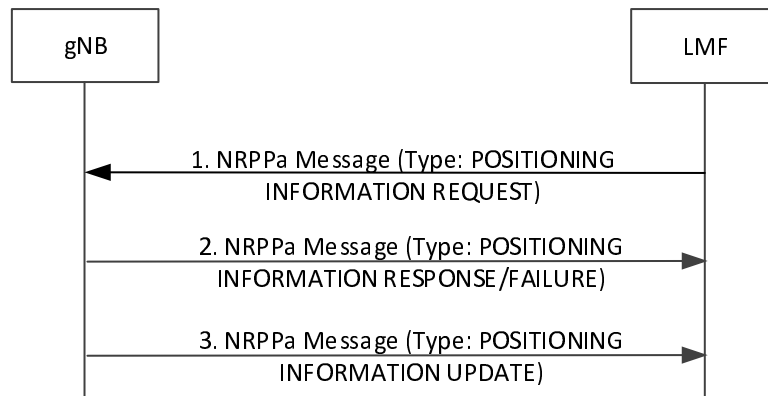 gNB
LMF
1. NRPPa Message (Type: POSITIONING
INFORMATION REQUEST)
2. NRPPa Message (Type: POSITIONING
INFORMATION RESPONSE/FAILURE)
3. NRPPa Message (Type: POSITIONING
INFORMATION UPDATE)